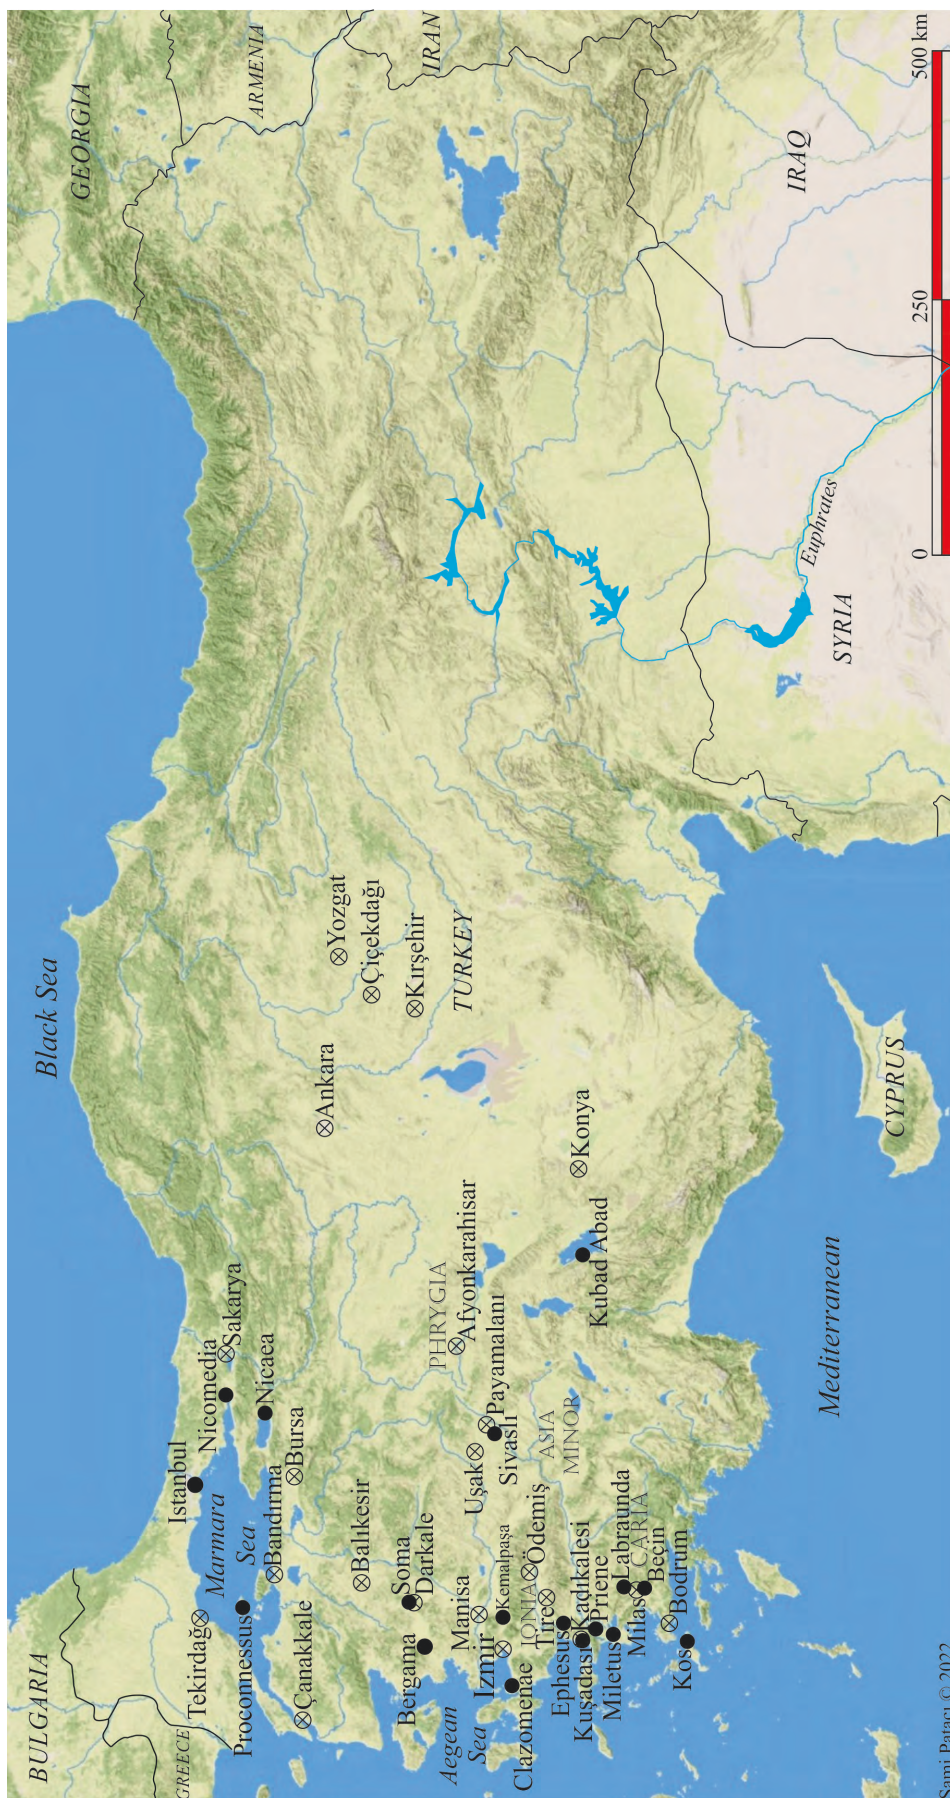 BULGARIA
Black Sea
GEORGIA
ARMENIA
IRAN
GREECE
Tekirdağ
Istanbul
Marmara
Sea
Nicomedia
Sakarya
Proconnessus
Bandırma
Nicaea
Çanakkale
Bursa
Balıkesir
Ankara
Yozgat
Çiçekdağı
Kırşehir
TURKEY
Bergama
Soma
Darkale
PHRYGIA
Afyonkarahisar
Aegean
Sea
Manisa
Izmir
Kemalpaşa
Uşak
Payamalanı
Sivaslı
Clazomenae
IONIA
Ödemiş
Tire
ASIA
MINOR
Ephesus
Kuşadası
Kadıkalesi
Priene
Miletus
Labraunda
Milas
CARIA
Beçin
Bodrum
Kos
Konya
Kubad Abad
Mediterranean
CYPRUS
SYRIA
Euphrates
IRAQ
0
250
500 km
Sami Patacı © 2022